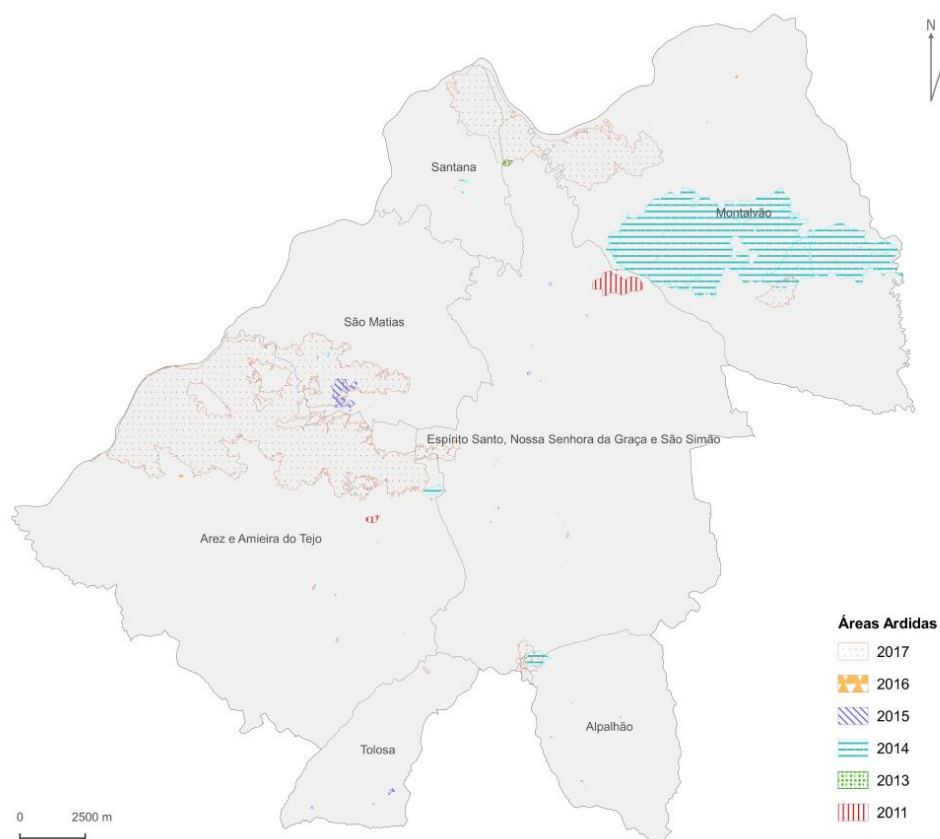 N
Santana
Montalvão
São Matias
Espírito Santo, Nossa Senhora da Graça e São Simão
Arez e Amieira do Tejo
Alpalhão
Tolosa
Áreas Ardidas
2017
2016
2015
2014
2013
2011
0 2500 m